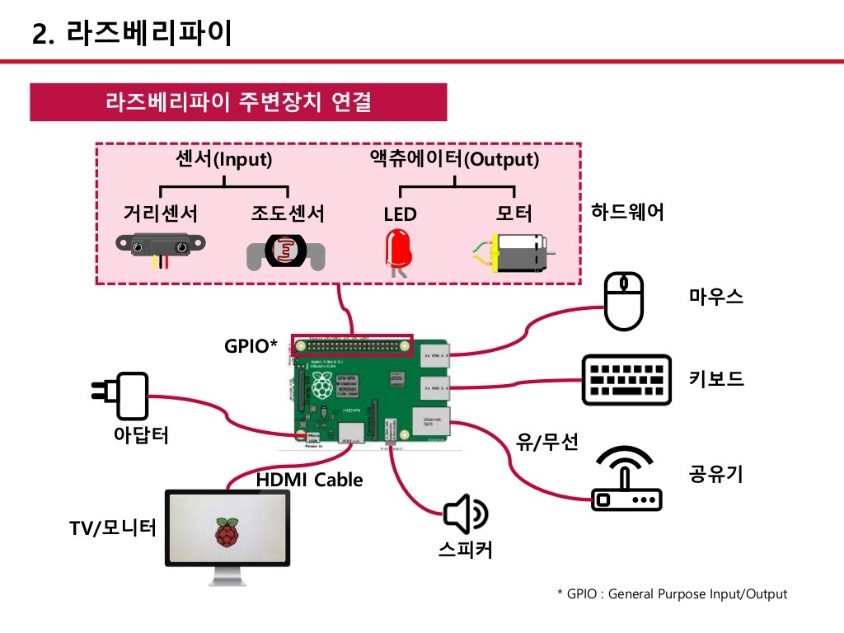 2. 라즈베리파이
라즈베리파이 주변장치 연결
센서(Input)
액츄에이터(Output)
거리센서
조도센서
LED
모터
하드웨어
마우스
GPIO*
키보드
아답터
유/무선
공유기
HDMI Cable
TV/모니터
스피커
* GPIO : General Purpose Input/Output